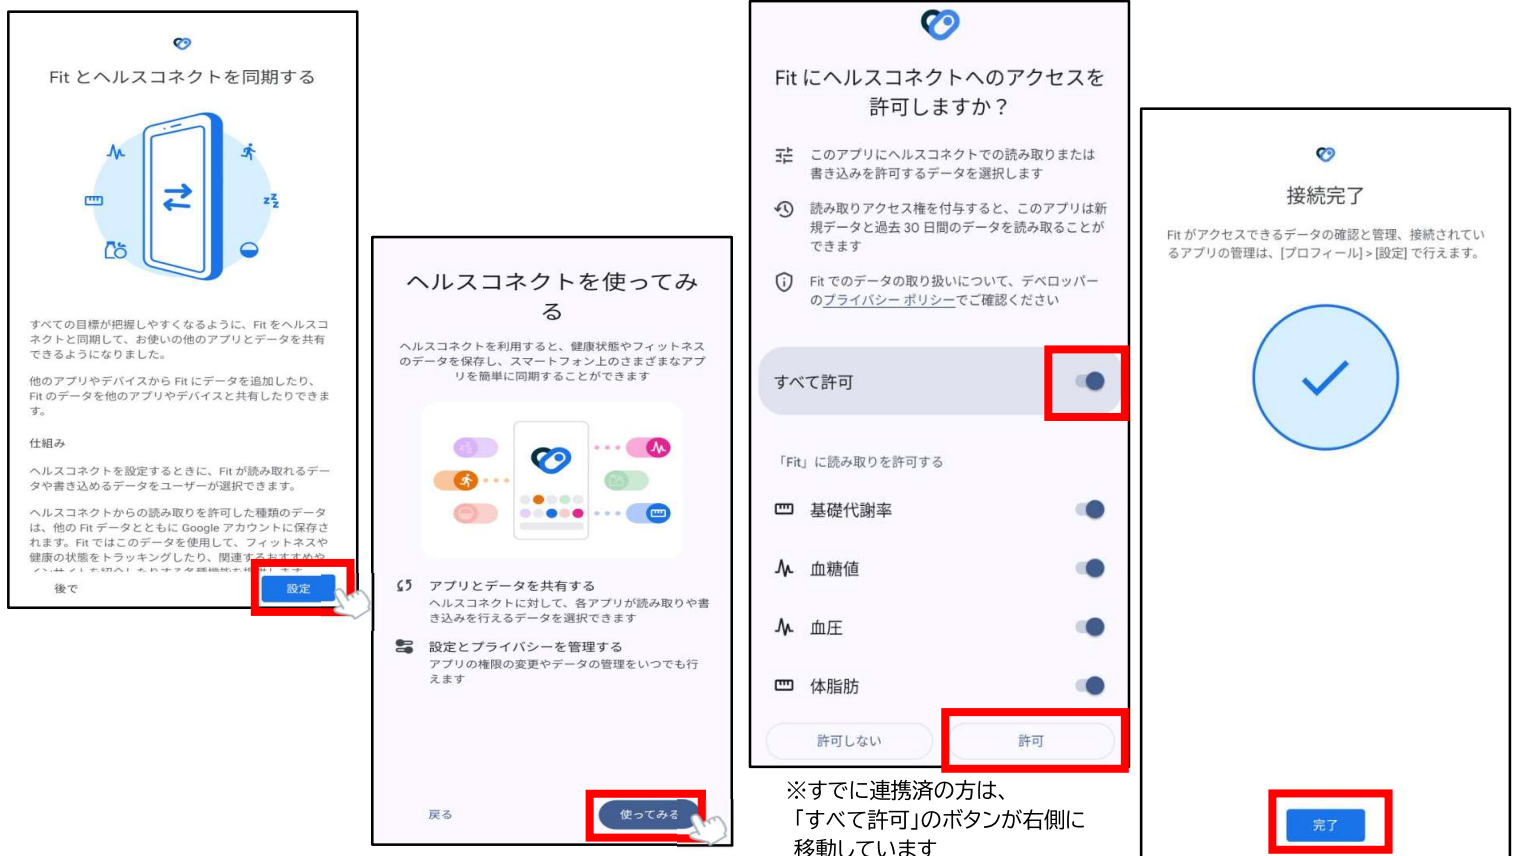 Fit とヘルスコネクトを同期する
すべての目標が把握しやすくなるように、Fit をヘルスコ
ネクトと同期して、お使いの他のアプリとデータを共有
できるようになりました。
他のアプリやデバイスから Fit にデータを追加したり、
Fit のデータを他のアプリやデバイスと共有したりできま
す。
仕組み
ヘルスコネクトを設定するときに、Fit が読み取れるデー
タや書き込めるデータをユーザーが選択できます。
ヘルスコネクトからの読み取りを許可した種類のデータ
は、他の Fit データとともに Google アカウントに保存さ
れます。Fit ではこのデータを使用して、フィットネスや
健康の状態をトラッキングしたり、関連するおすすめや
後で
設定
ヘルスコネクトを使ってみ
る
ヘルスコネクトを利用すると、健康状態やフィットネス
のデータを保存し、スマートフォン上のさまざまなアプ
リを簡単に同期することができます
アプリとデータを共有する
ヘルスコネクトに対して、各アプリが読み取りや書
き込みを行えるデータを選択できます
設定とプライバシーを管理する
アプリの権限の変更やデータの管理をいつでも行
えます
戻る
使ってみる
Fit にヘルスコネクトへのアクセスを
許可しますか？
このアプリにヘルスコネクトでの読み取りまたは
書き込みを許可するデータを選択します
読み取りアクセス権を付与すると、このアプリは新
規データと過去 30 日間のデータを読み取ることが
できます
Fit でのデータの取り扱いについて、デベロッパー
のプライバシー ポリシーでご確認ください
すべて許可
「Fit」に読み取りを許可する
基礎代謝率
血糖値
血圧
体脂肪
許可しない
許可
※すでに連携済の方は、
「すべて許可」のボタンが右側に
移動しています
接続完了
Fit がアクセスできるデータの確認と管理、接続されてい
るアプリの管理は、[プロフィール] > [設定] で行えます。
完了